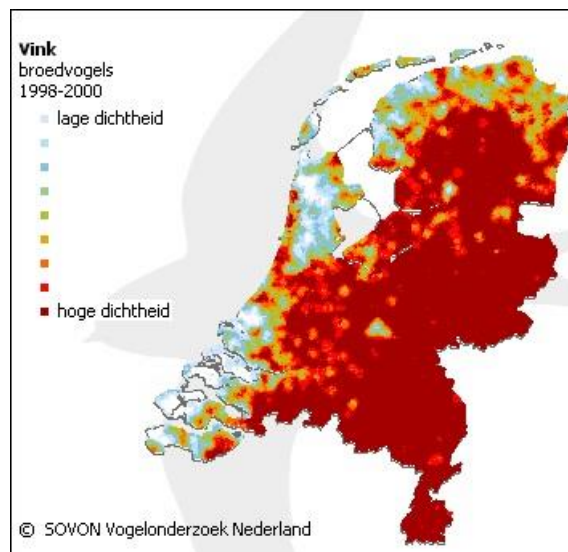 Vink
broedvogels
1998-2000
lage dichtheid
hoge dichtheid
© SOVON Vogelonderzoek Nederland